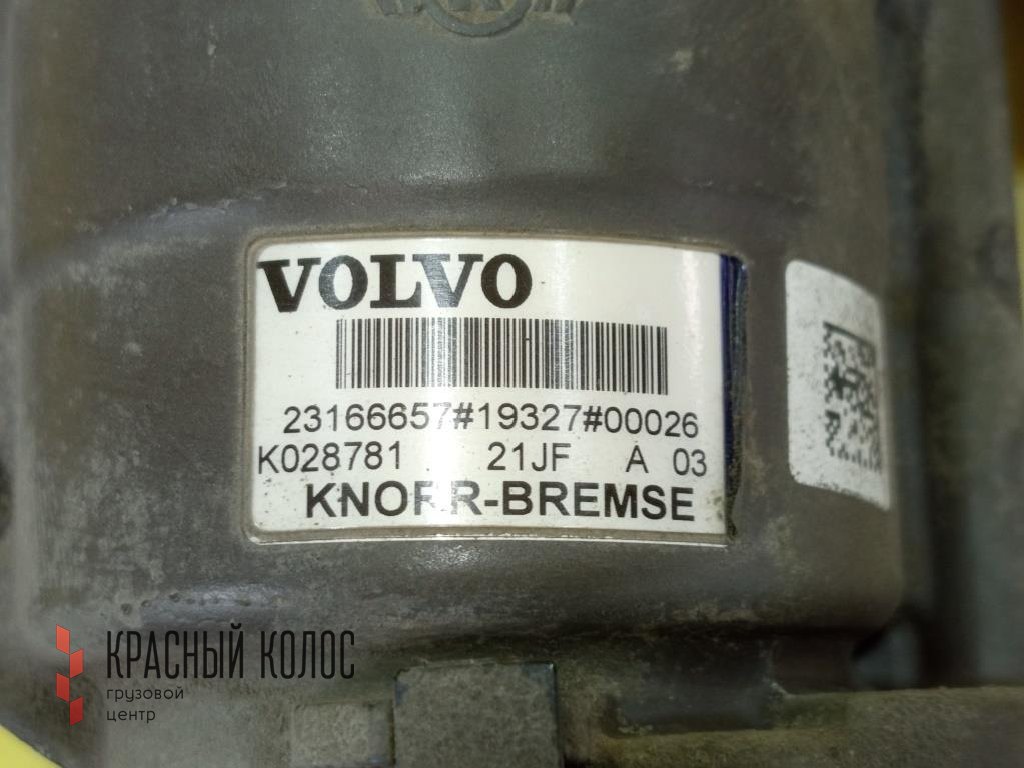 VOLVO
23166657#19327#00026
K028781 21JF A 03
KNORR-BREMSE
КРАСНЫЙ КОЛОС
грузовой
центр